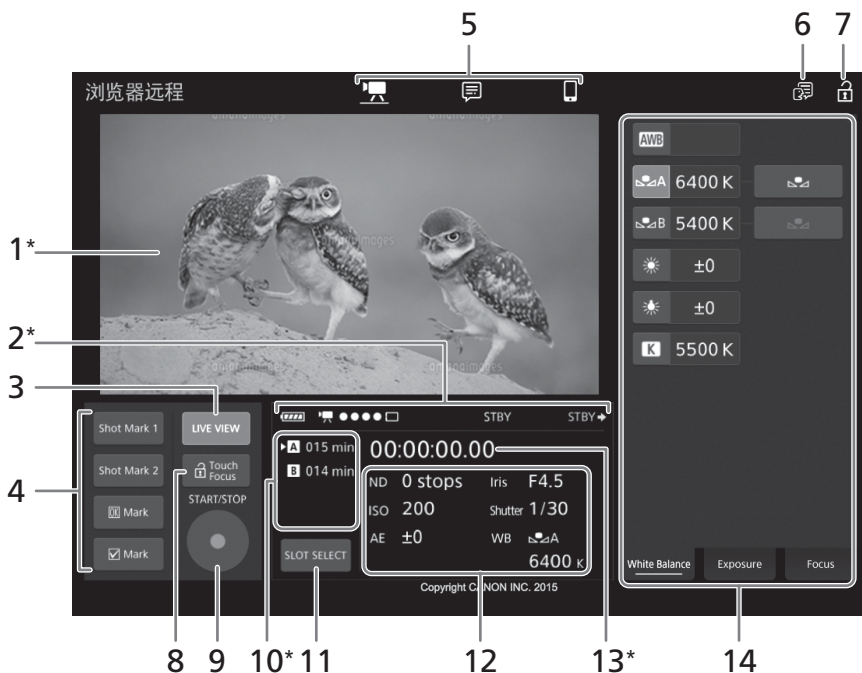 5
6
7
浏览器远程
amanaimages
amanaimages
AWB
A 6400 K
B 5400 K
±0
±0
K 5500 K
White Balance
Exposure
Focus
1*
2*
3
4
Shot Mark 1
LIVE VIEW
Shot Mark 2
Touch
Focus
OK Mark
START/STOP
Mark
STBY
STBY
A 015 min
00:00:00.00
B 014 min
ND 0 stops
Iris F4.5
ISO 200
Shutter 1/30
AE ±0
WB A
6400 K
SLOT SELECT
Copyright CANON INC. 2015
8
9
10*
11
12
13*
14